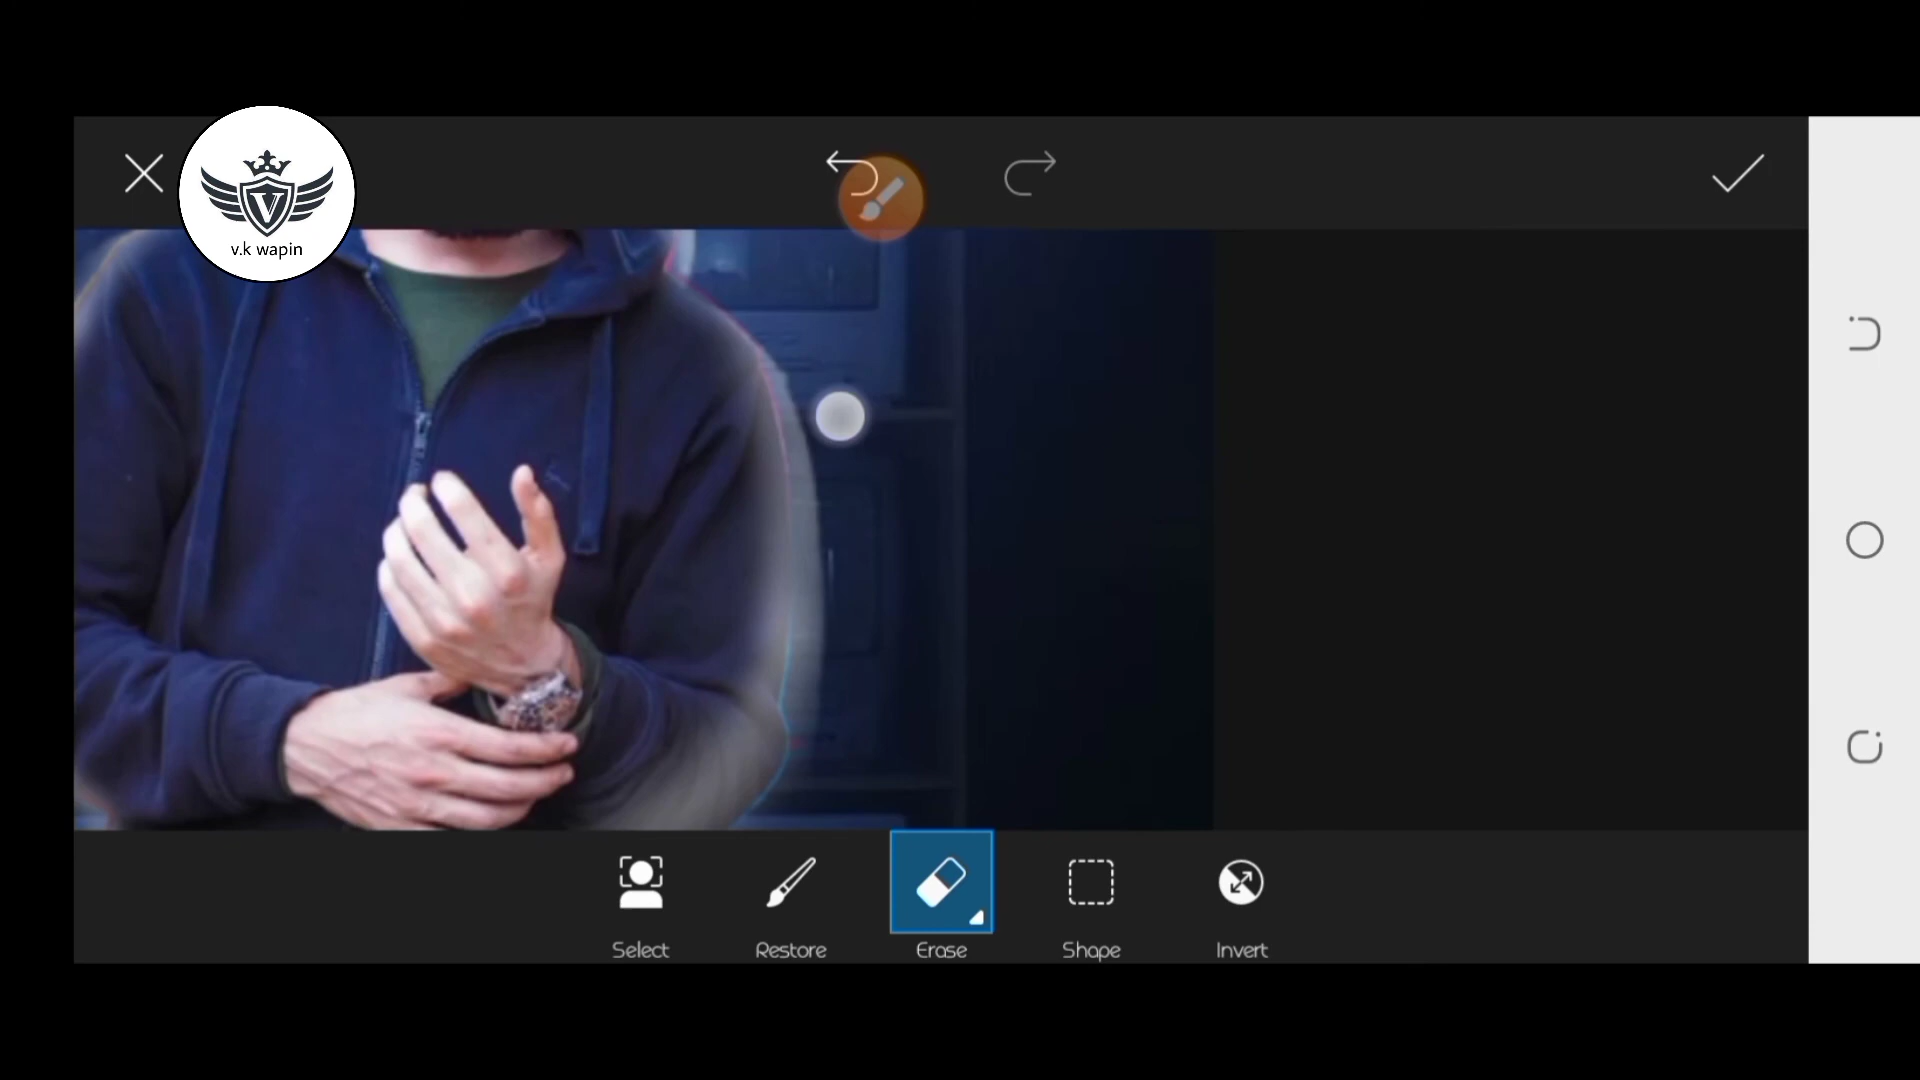 V
v.k wapin
Select
Restore
Erase
Shape
Invert